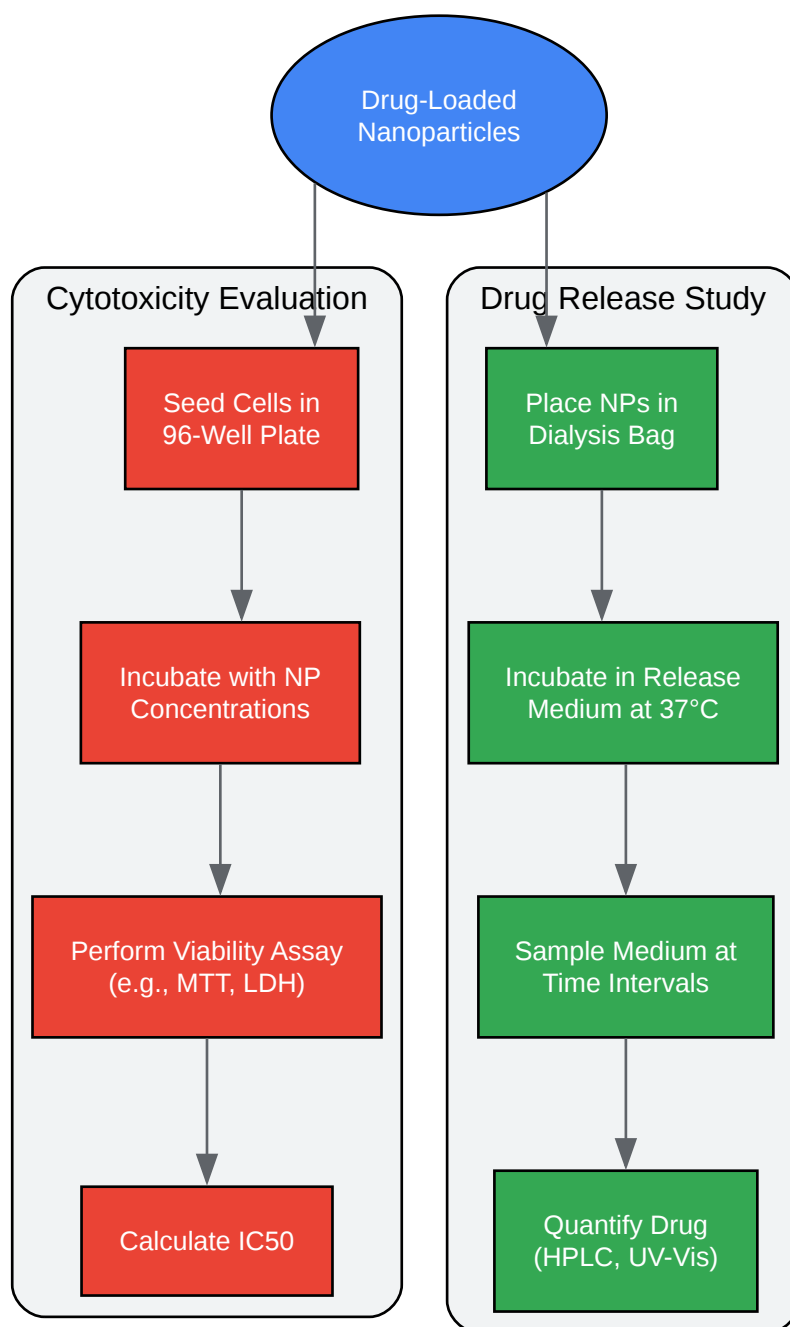 Drug-Loaded
Nanoparticles
Cytotoxicity Evaluation
Seed Cells in
96-Well Plate
Incubate with NP
Concentrations
Perform Viability Assay
(e.g., MTT, LDH)
Calculate IC50
Drug Release Study
Place NPs in
Dialysis Bag
Incubate in Release
Medium at 37°C
Sample Medium at
Time Intervals
Quantify Drug
(HPLC, UV-Vis)